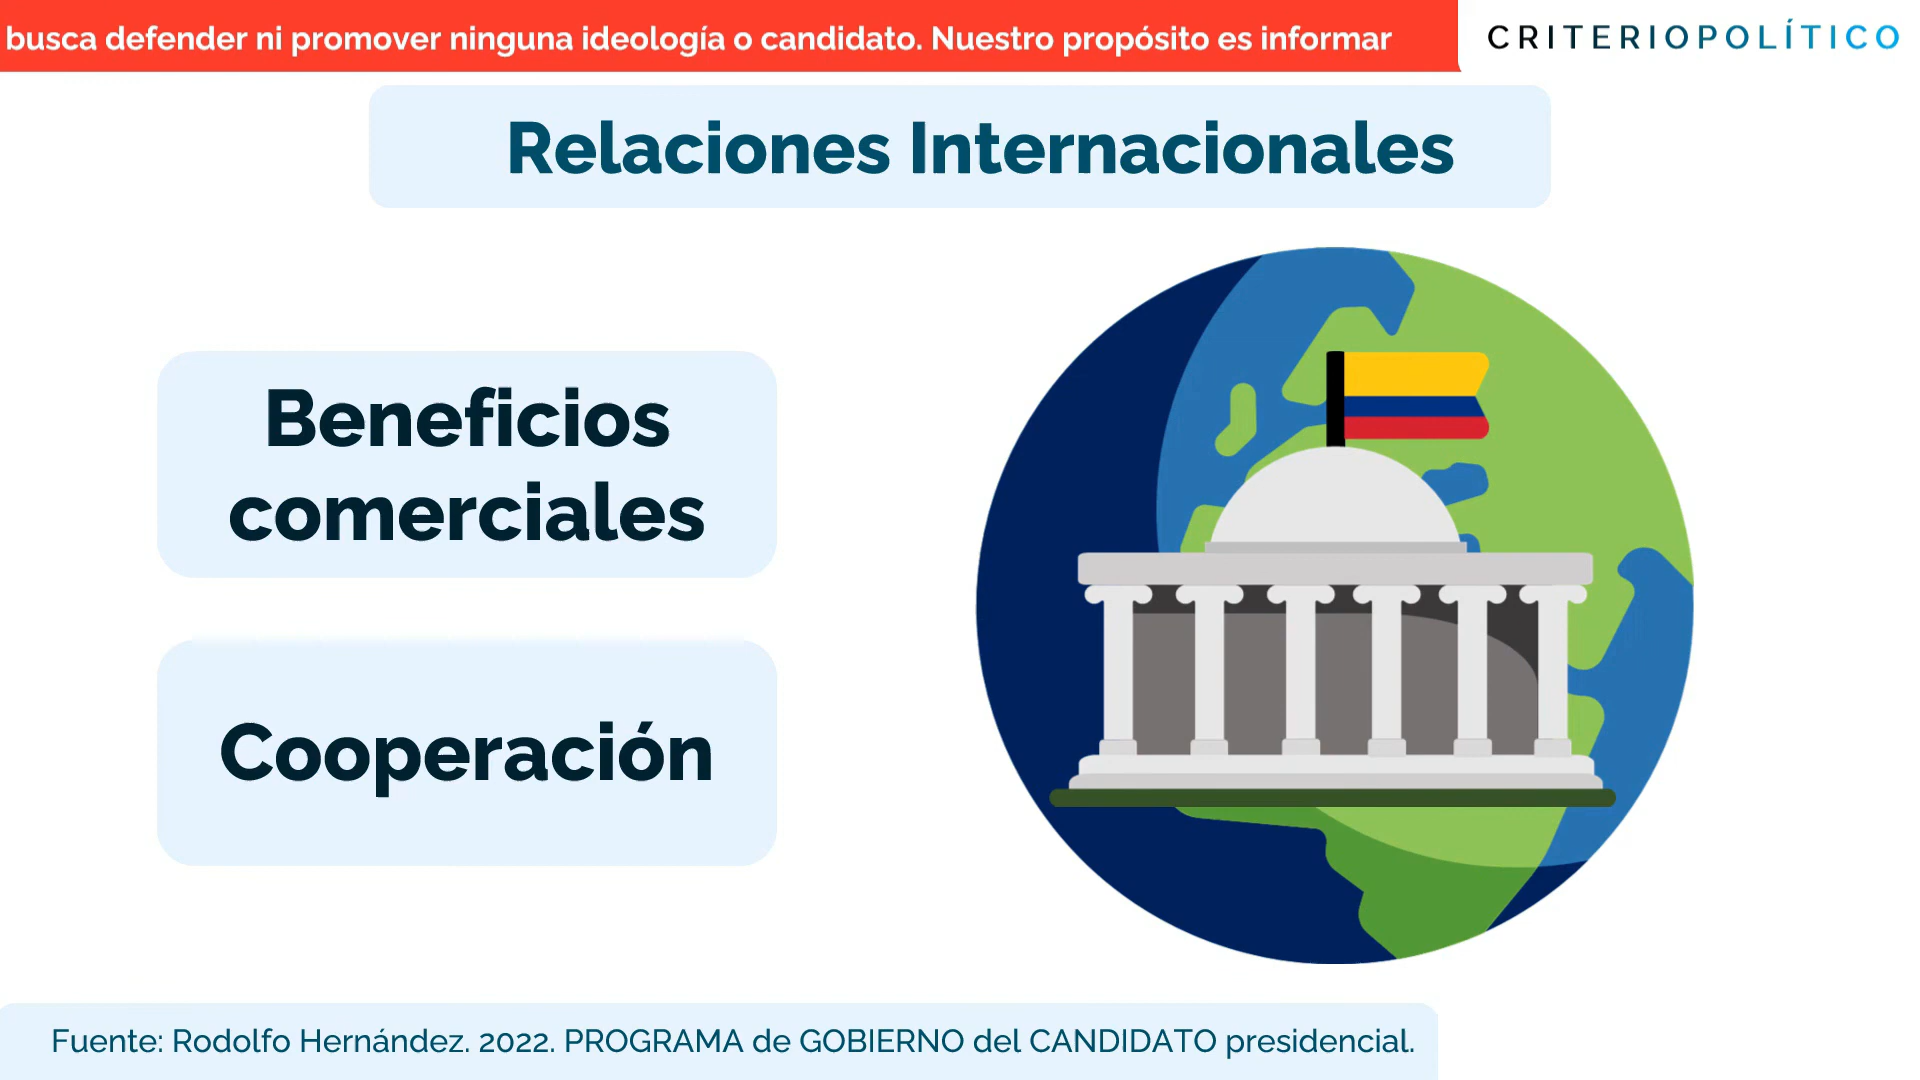 busca defender ni promover ninguna ideología o candidato. Nuestro propósito es informar
CRITERIOPOLÍTICO
Relaciones Internacionales
Beneficios
comerciales
Cooperación
Fuente: Rodolfo Hernández. 2022. PROGRAMA de GOBIERNO del CANDIDATO presidencial.